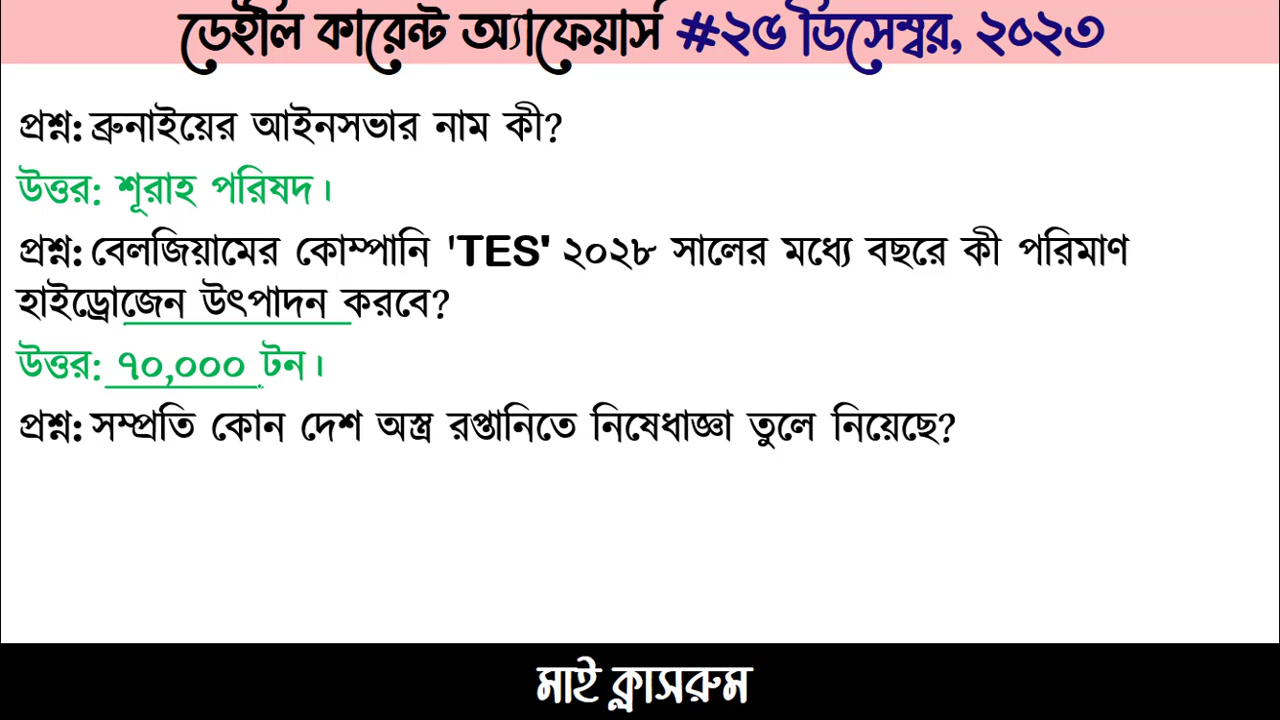 ডেইলি কারেন্ট অ্যাফেয়ার্স #২৫ ডিসেম্বর, ২০২৩
প্রশ্ন: ব্রুনাইয়ের আইনসভার নাম কী?
উত্তর: শূরাহ পরিষদ।
প্রশ্ন: বেলজিয়ামের কোম্পানি 'TES' ২০২৮ সালের মধ্যে বছরে কী পরিমাণ
হাইড্রোজেন উৎপাদন করবে?
উত্তর: ৭০,০০০ টন।
প্রশ্ন: সম্প্রতি কোন দেশ অস্ত্র রপ্তানিতে নিষেধাজ্ঞা তুলে নিয়েছে?
মাই ক্লাসরুম